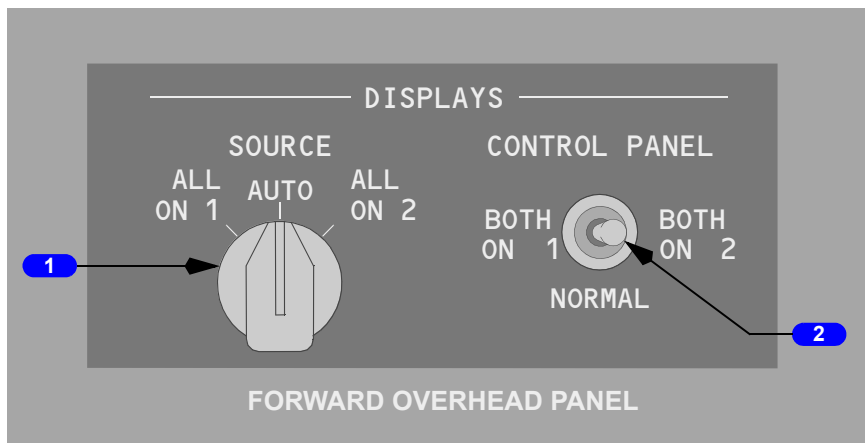 DISPLAYS
SOURCE
CONTROL PANEL
ALL
ON 1
AUTO
ALL
ON 2
BOTH
ON 1
BOTH
ON 2
NORMAL
1
2
FORWARD OVERHEAD PANEL